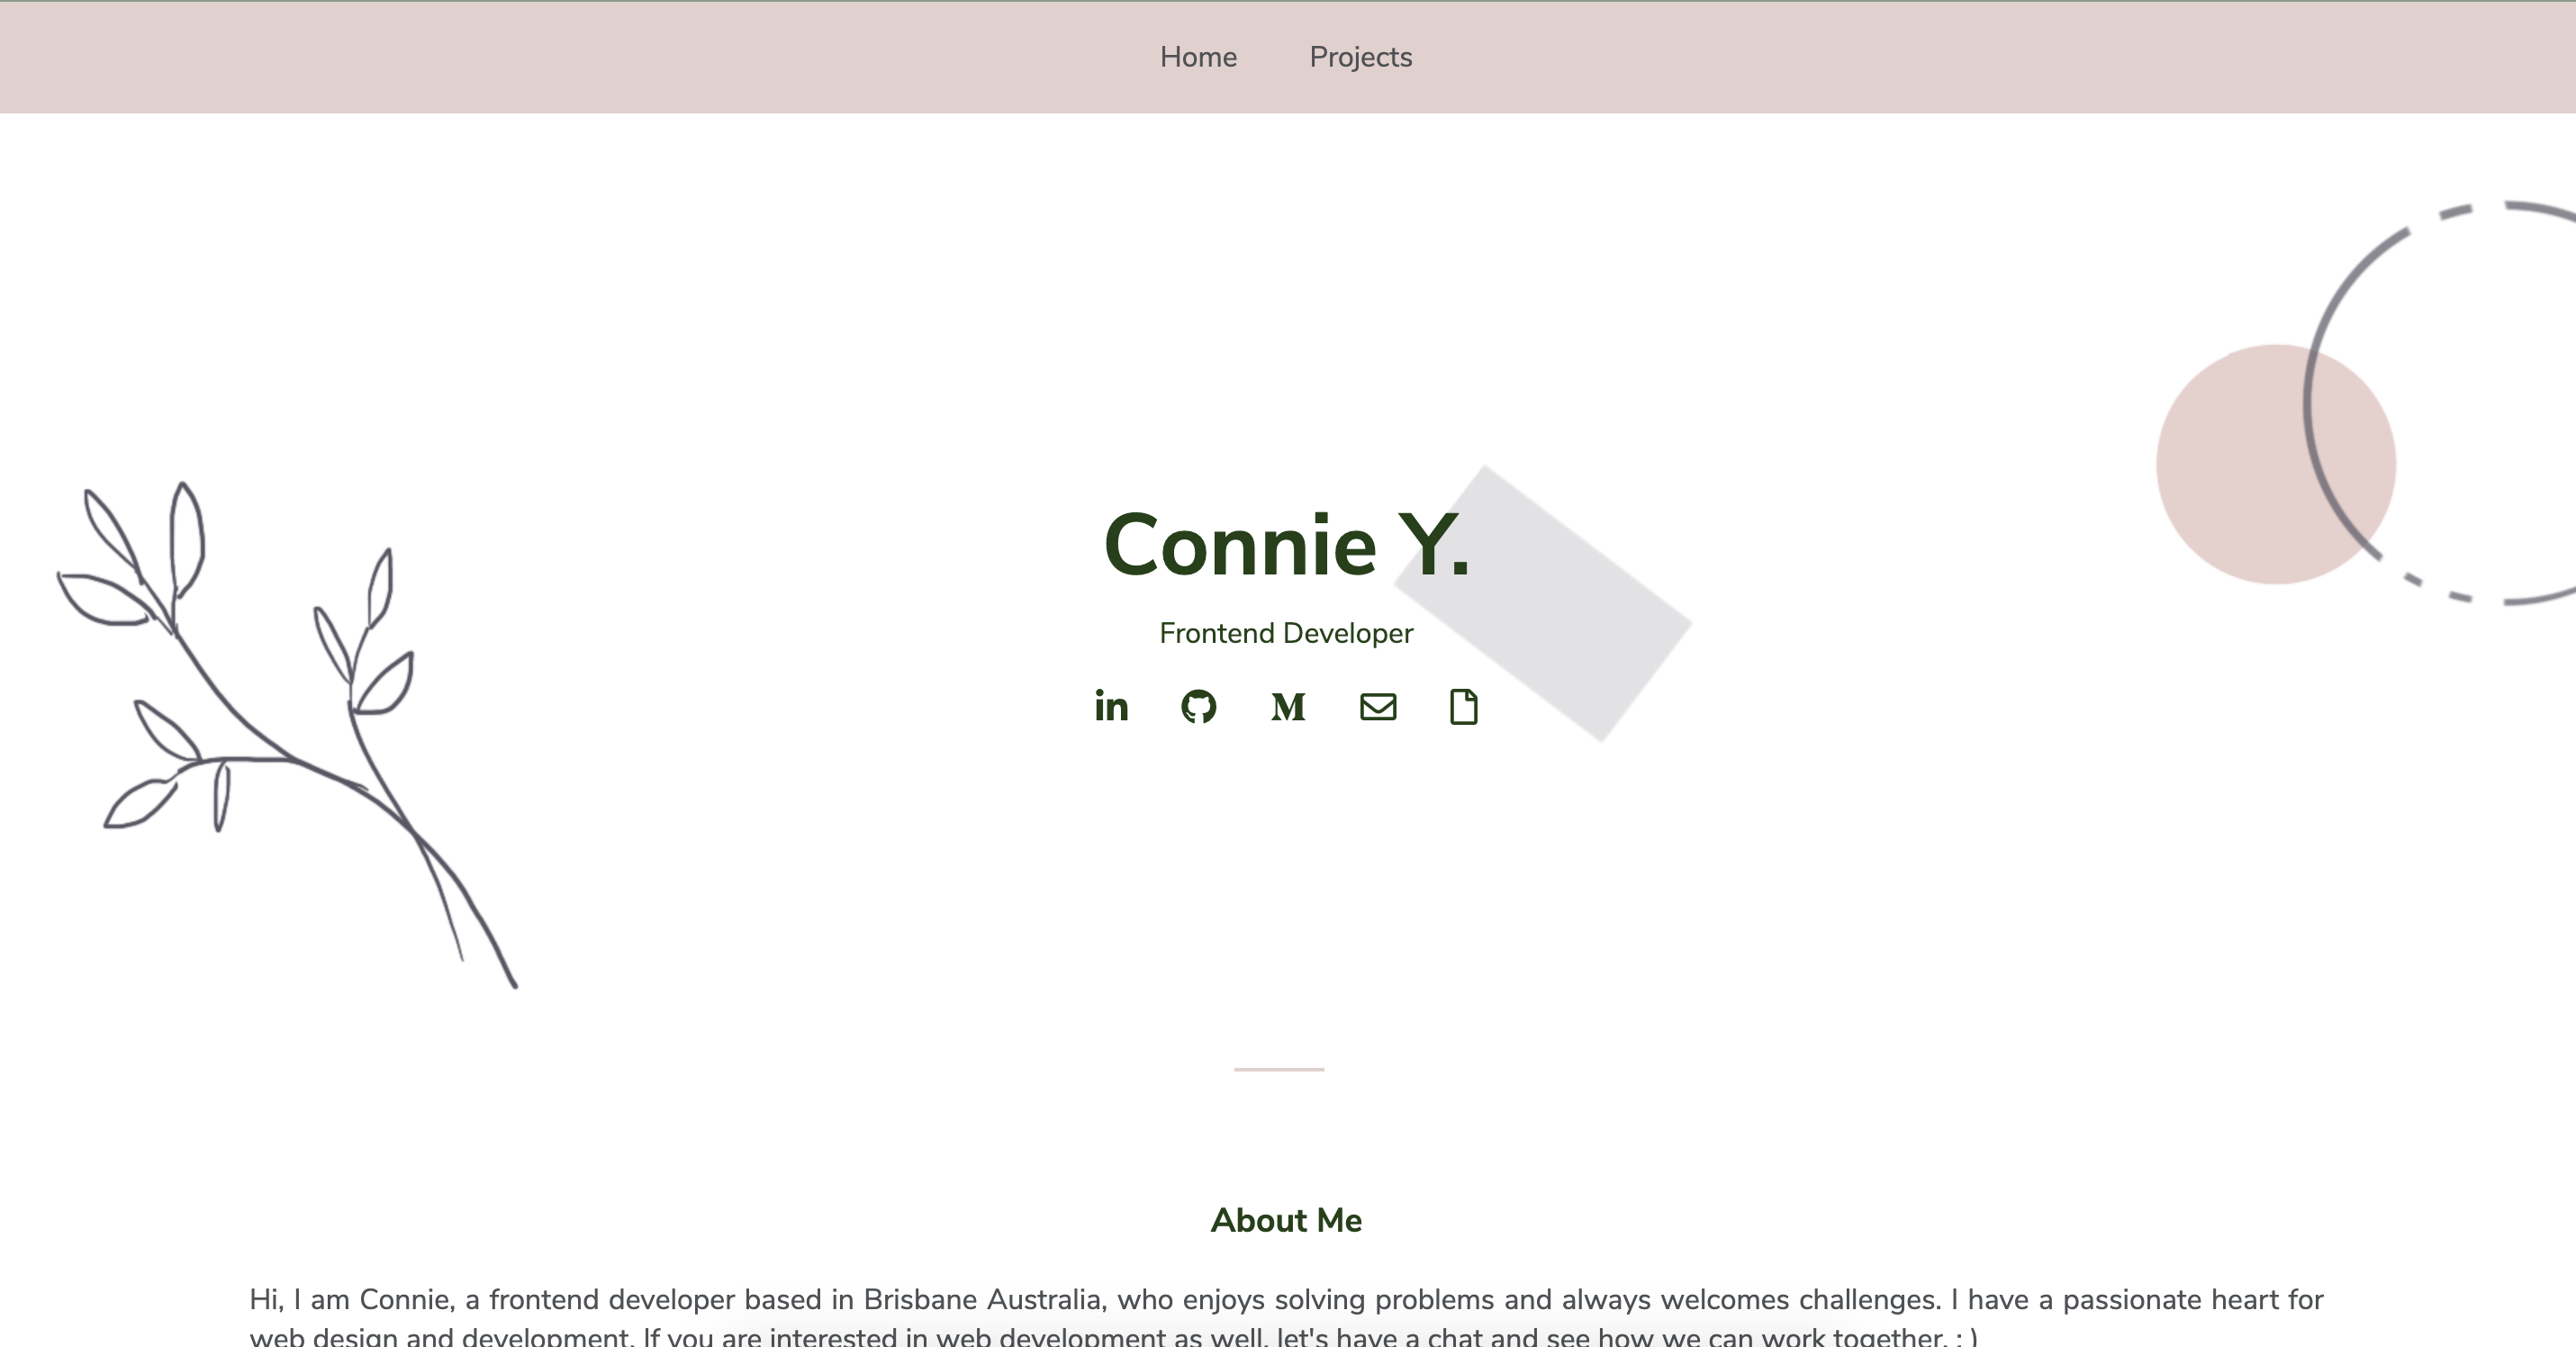 Home Projects
Connie Y.
Frontend Developer
in M
About Me
Hi, I am Connie, a frontend developer based in Brisbane Australia, who enjoys solving problems and always welcomes challenges. I have a passionate heart for
web design and development. If you are interested in web development as well, let's have a chat and see how we can work together. : )